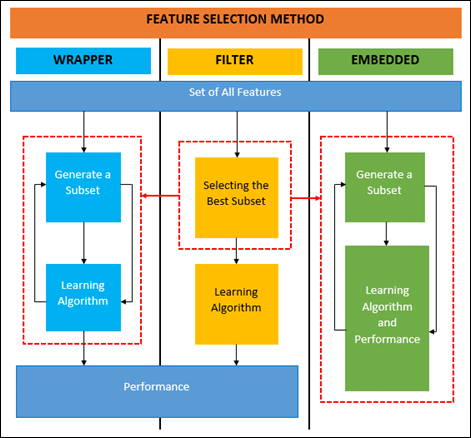 FEATURE SELECTION METHOD
WRAPPER
FILTER
EMBEDDED
Set of All Features
Generate a
Subset
Selecting the
Best Subset
Generate a
Subset
Learning
Algorithm
Learning
Algorithm
Learning
Algorithm
and
Performance
Performance